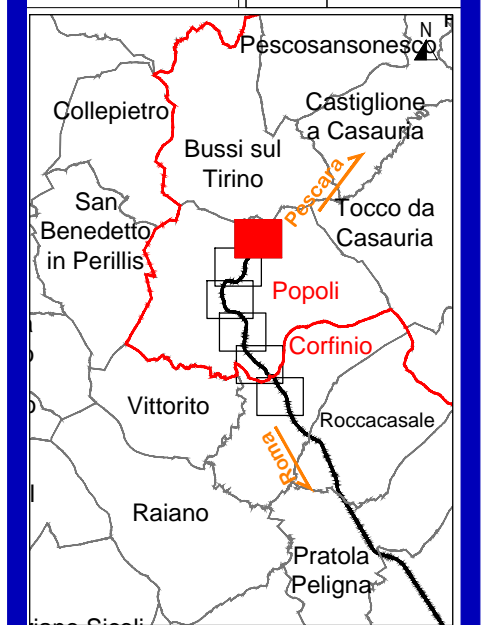 Pescosansonesco
N
Collepietro
Castiglione
a Casauria
Bussi sul
Tirino
Pescara
San
Benedetto
in Perillis
Tocco da
Casauria
Popoli
Corfinio
Vittorito
Roccacasale
Roma
Raiano
Pratola
Peligna